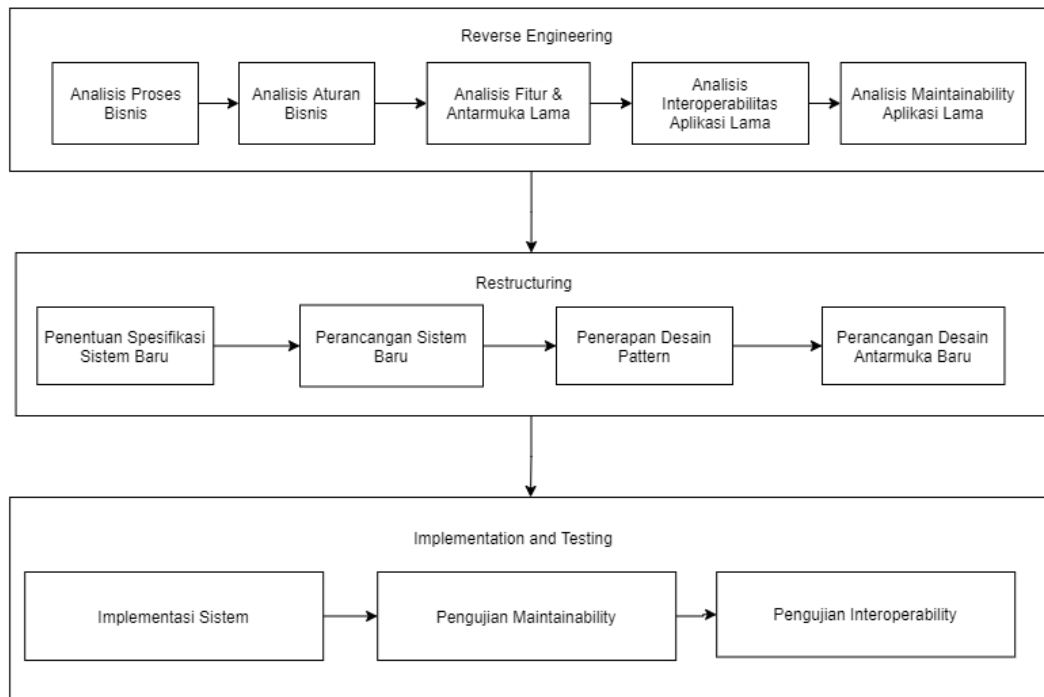 Reverse Engineering
Analisis Proses
Bisnis
Analisis Aturan
Bisnis
Analisis Fitur &
Antarmuka Lama
Analisis
Interoperabilitas
Aplikasi Lama
Analisis Maintainability
Aplikasi Lama
Restructuring
Penentuan Spesifikasi
Sistem Baru
Perancangan Sistem
Baru
Penerapan Desain
Pattern
Perancangan Desain
Antarmuka Baru
Implementation and Testing
Implementasi Sistem
Pengujian Maintainability
Pengujian Interoperability